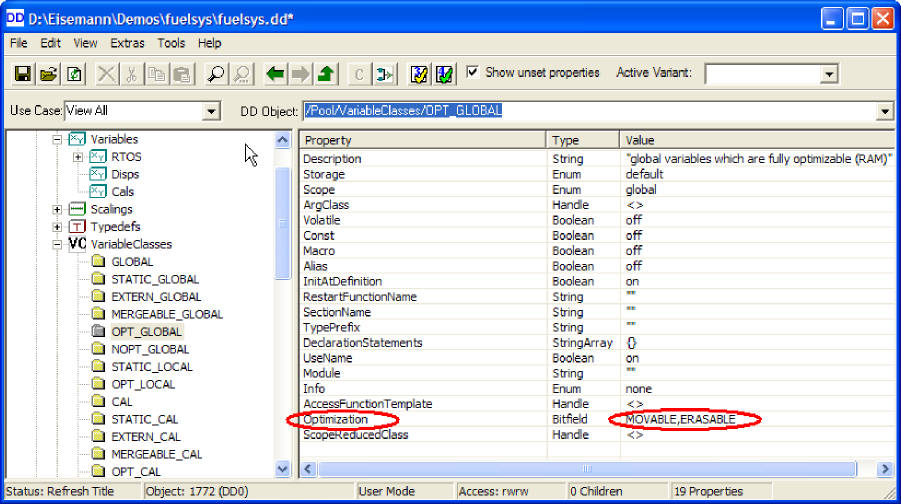 DD D:\Eisemann\Demos\fuelsys\fuelsys.dd*
File Edit View Extras Tools Help
C Show unset properties Active Variant:
Use Case: View All DD Object: /Pool/VariableClasses/OPT_GLOBAL
Variables
RTOS
Disps
Cals
Scalings
T Typedefs
VC VariableClasses
GLOBAL
STATIC_GLOBAL
EXTERN_GLOBAL
MERGEABLE_GLOBAL
OPT_GLOBAL
NOPT_GLOBAL
STATIC_LOCAL
OPT_LOCAL
CAL
STATIC_CAL
EXTERN_CAL
MERGEABLE_CAL
OPT_CAL
Property Type Value
Description String "global variables which are fully optimizable (RAM)"
Storage Enum default
Scope Enum global
ArgClass Handle <>
Volatile Boolean off
Const Boolean off
Macro Boolean off
Alias Boolean off
InitAtDefinition Boolean on
RestartFunctionName String ""
SectionName String ""
TypePrefix String ""
DeclarationStatements StringArray {}
UseName Boolean on
Module String ""
Info Enum none
AccessFunctionTemplate Handle <>
Optimization Bitfield MOVABLE,ERASABLE
ScopeReducedClass Handle <>
Status: Refresh Title Object: 1772 (DD0) User Mode Access: rwrw 0 Children 19 Properties